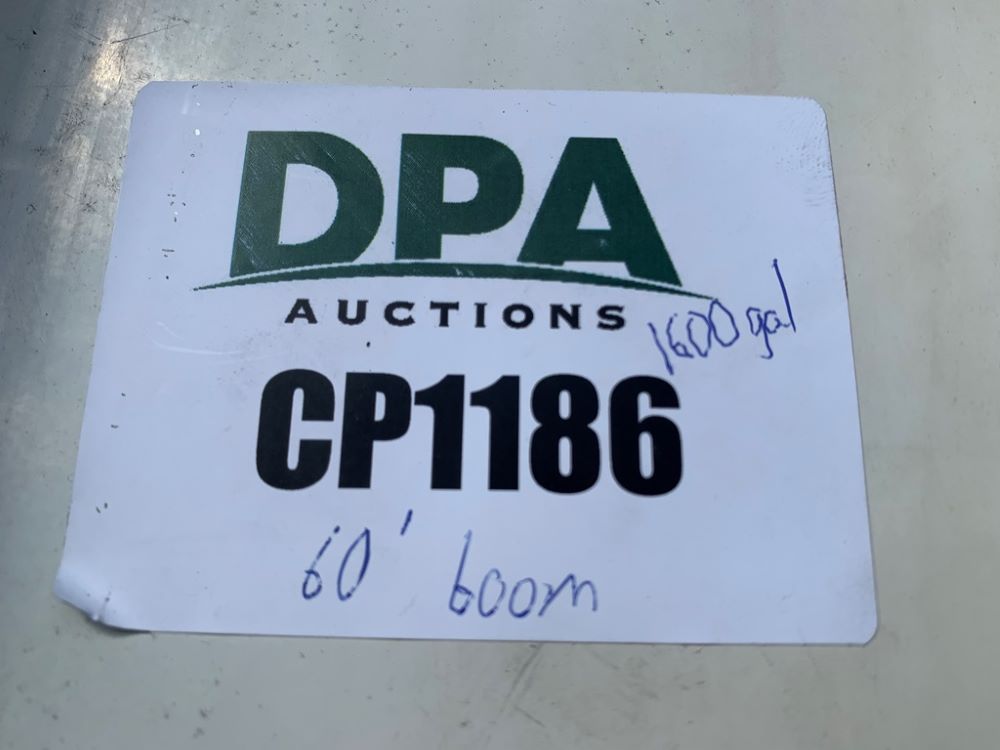 DPA
AUCTIONS
1600 gal
CP1186
60' boom